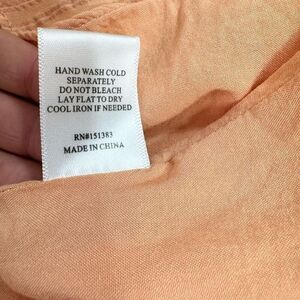 HAND WASH COLD
SEPARATELY
DO NOT BLEACH
LAY FLAT TO DRY
COOL IRON IF NEEDED
RN#151383
MADE IN CHINA